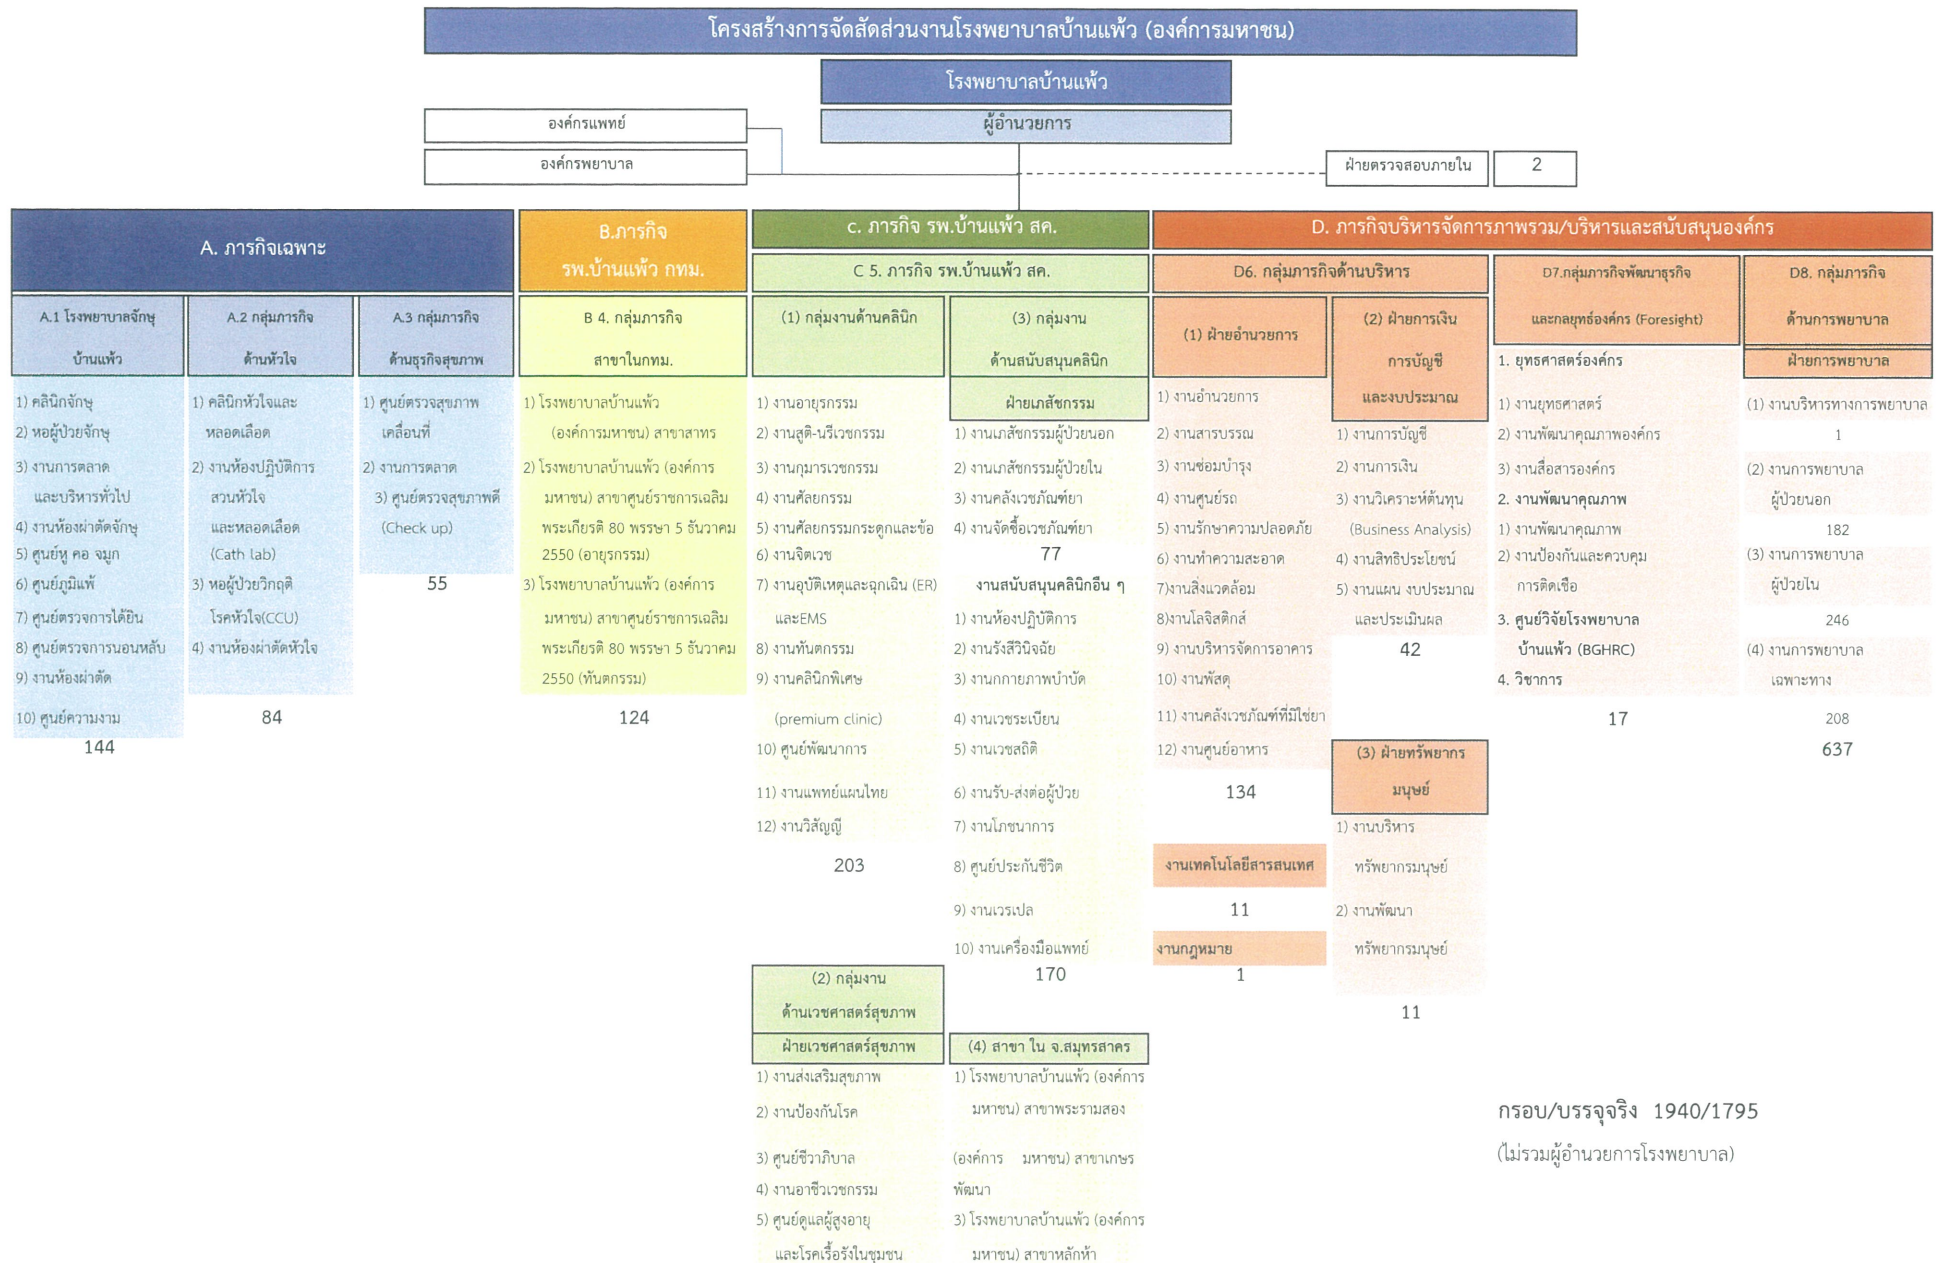 โครงสร้างการจัดสัดส่วนงานโรงพยาบาลบ้านแพ้ว (องค์การมหาชน)
โรงพยาบาลบ้านแพ้ว
ผู้อำนวยการ
องค์กรแพทย์
องค์กรพยาบาล
ฝ่ายตรวจสอบภายใน
2
A. ภารกิจเฉพาะ
A.1 โรงพยาบาลจักษุ
บ้านแพ้ว
1) คลินิกจักษุ
2) หอผู้ป่วยจักษุ
3) งานการตลาด
และบริหารทั่วไป
4) งานห้องผ่าตัดจักษุ
5) ศูนย์หู คอ จมูก
6) ศูนย์ภูมิแพ้
7) ศูนย์ตรวจการได้ยิน
8) ศูนย์ตรวจการนอนหลับ
9) งานห้องผ่าตัด
10) ศูนย์ความงาม
144
A.2 กลุ่มภารกิจ
ด้านหัวใจ
1) คลินิกหัวใจและ
หลอดเลือด
2) งานห้องปฏิบัติการ
สวนหัวใจ
และหลอดเลือด
(Cath lab)
3) หอผู้ป่วยวิกฤติ
โรคหัวใจ(CCU)
4) งานห้องผ่าตัดหัวใจ
84
A.3 กลุ่มภารกิจ
ด้านธุรกิจสุขภาพ
1) ศูนย์ตรวจสุขภาพ
เคลื่อนที่
2) งานการตลาด
3) ศูนย์ตรวจสุขภาพดี
(Check up)
55
B.ภารกิจ
รพ.บ้านแพ้ว กทม.
B 4. กลุ่มภารกิจ
สาขาในกทม.
1) โรงพยาบาลบ้านแพ้ว
(องค์การมหาชน) สาขาสาทร
2) โรงพยาบาลบ้านแพ้ว (องค์การ
มหาชน) สาขาศูนย์ราชการเฉลิม
พระเกียรติ 80 พรรษา 5 ธันวาคม
2550 (อายุรกรรม)
3) โรงพยาบาลบ้านแพ้ว (องค์การ
มหาชน) สาขาศูนย์ราชการเฉลิม
พระเกียรติ 80 พรรษา 5 ธันวาคม
2550 (ทันตกรรม)
124
c. ภารกิจ รพ.บ้านแพ้ว สค.
C 5. ภารกิจ รพ.บ้านแพ้ว สค.
(1) กลุ่มงานด้านคลินิก
1) งานอายุรกรรม
2) งานสูติ-นรีเวชกรรม
3) งานกุมารเวชกรรม
4) งานศัลยกรรม
5) งานศัลยกรรมกระดูกและข้อ
6) งานจิตเวช
7) งานอุบัติเหตุและฉุกเฉิน (ER)
และEMS
8) งานทันตกรรม
9) งานคลินิกพิเศษ
(premium clinic)
10) ศูนย์พัฒนาการ
11) งานแพทย์แผนไทย
12) งานวิสัญญี
203
(2) กลุ่มงาน
ด้านเวชศาสตร์สุขภาพ
ฝ่ายเวชศาสตร์สุขภาพ
1) งานส่งเสริมสุขภาพ
2) งานป้องกันโรค
3) ศูนย์ชีวาภิบาล
4) งานอาชีวเวชกรรม
5) ศูนย์ดูแลผู้สูงอายุ
และโรคเรื้อรังในชุมชน
(3) กลุ่มงาน
ด้านสนับสนุนคลินิก
ฝ่ายเภสัชกรรม
1) งานเภสัชกรรมผู้ป่วยนอก
2) งานเภสัชกรรมผู้ป่วยใน
3) งานคลังเวชภัณฑ์ยา
4) งานจัดซื้อเวชภัณฑ์ยา
77
งานสนับสนุนคลินิกอื่น ๆ
1) งานห้องปฏิบัติการ
2) งานรังสีวินิจฉัย
3) งานกกายภาพบำบัด
4) งานเวชระเบียน
5) งานเวชสถิติ
6) งานรับ-ส่งต่อผู้ป่วย
7) งานโภชนาการ
8) ศูนย์ประกันชีวิต
9) งานเวรเปล
10) งานเครื่องมือแพทย์
170
(4) สาขา ใน จ.สมุทรสาคร
1) โรงพยาบาลบ้านแพ้ว (องค์การ
มหาชน) สาขาพระรามสอง
(องค์การ มหาชน) สาขาเกษร
พัฒนา
3) โรงพยาบาลบ้านแพ้ว (องค์การ
มหาชน) สาขาหลักห้า
D. ภารกิจบริหารจัดการภาพรวม/บริหารและสนับสนุนองค์กร
D6. กลุ่มภารกิจด้านบริหาร
(1) ฝ่ายอำนวยการ
1) งานอำนวยการ
2) งานสารบรรณ
3) งานซ่อมบำรุง
4) งานศูนย์รถ
5) งานรักษาความปลอดภัย
6) งานทำความสะอาด
7)งานสิ่งแวดล้อม
8)งานโลจิสติกส์
9) งานบริหารจัดการอาคาร
10) งานพัสดุ
11) งานคลังเวชภัณฑ์ที่มิใช่ยา
12) งานศูนย์อาหาร
134
งานเทคโนโลยีสารสนเทศ
11
งานกฎหมาย
1
(2) ฝ่ายการเงิน
การบัญชี
และงบประมาณ
1) งานการบัญชี
2) งานการเงิน
3) งานวิเคราะห์ต้นทุน
(Business Analysis)
4) งานสิทธิประโยชน์
5) งานแผน งบประมาณ
และประเมินผล
42
(3) ฝ่ายทรัพยากร
มนุษย์
1) งานบริหาร
ทรัพยากรมนุษย์
2) งานพัฒนา
ทรัพยากรมนุษย์
11
D7.กลุ่มภารกิจพัฒนาธุรกิจ
และกลยุทธ์องค์กร (Foresight)
1. ยุทธศาสตร์องค์กร
1) งานยุทธศาสตร์
2) งานพัฒนาคุณภาพองค์กร
3) งานสื่อสารองค์กร
2. งานพัฒนาคุณภาพ
1) งานพัฒนาคุณภาพ
2) งานป้องกันและควบคุม
การติดเชื้อ
3. ศูนย์วิจัยโรงพยาบาล
บ้านแพ้ว (BGHRC)
4. วิชาการ
17
D8. กลุ่มภารกิจ
ด้านการพยาบาล
ฝ่ายการพยาบาล
(1) งานบริหารทางการพยาบาล
1
(2) งานการพยาบาล
ผู้ป่วยนอก
182
(3) งานการพยาบาล
ผู้ป่วยใน
246
(4) งานการพยาบาล
เฉพาะทาง
208
637
กรอบ/บรรจุจริง 1940/1795
(ไม่รวมผู้อำนวยการโรงพยาบาล)